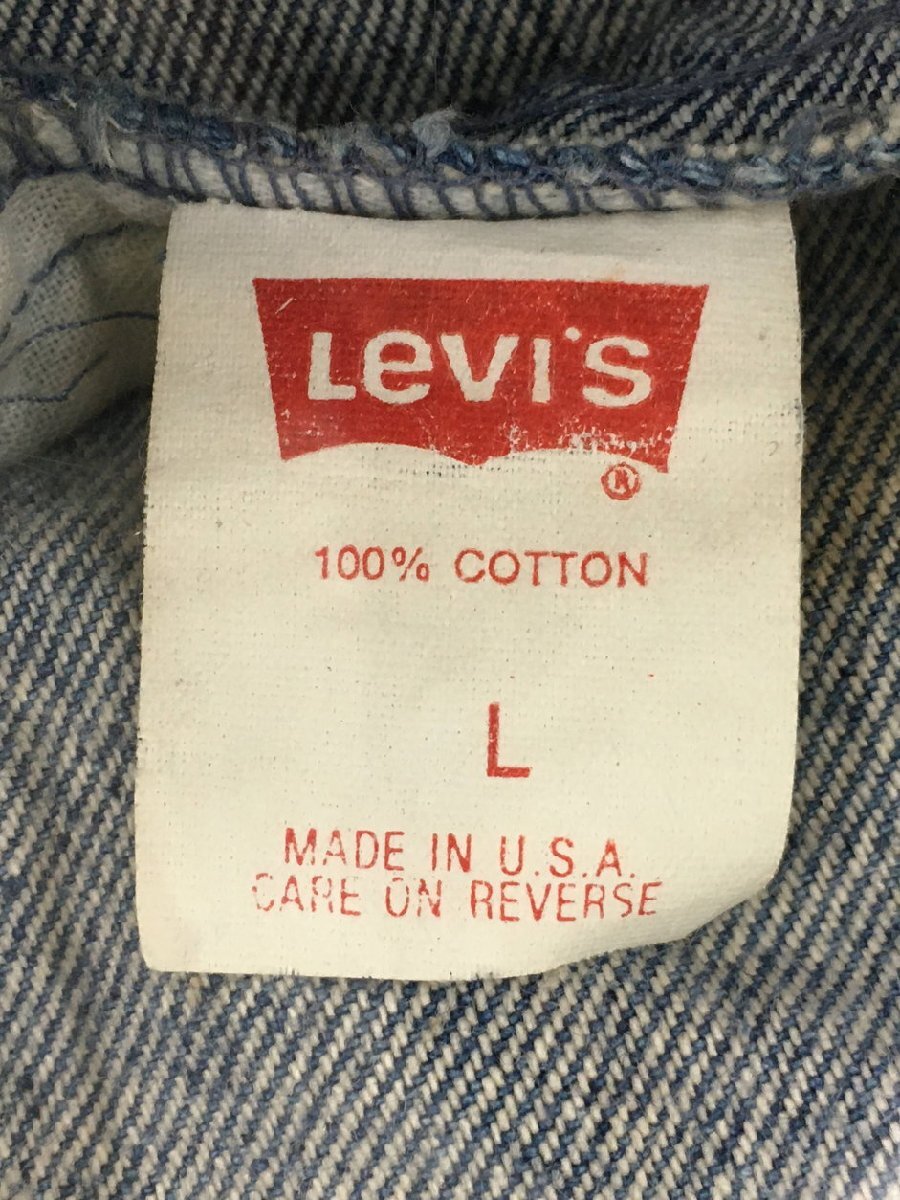 Levi's
®
100% COTTON
L
MADE IN U.S.A.
CARE ON REVERSE